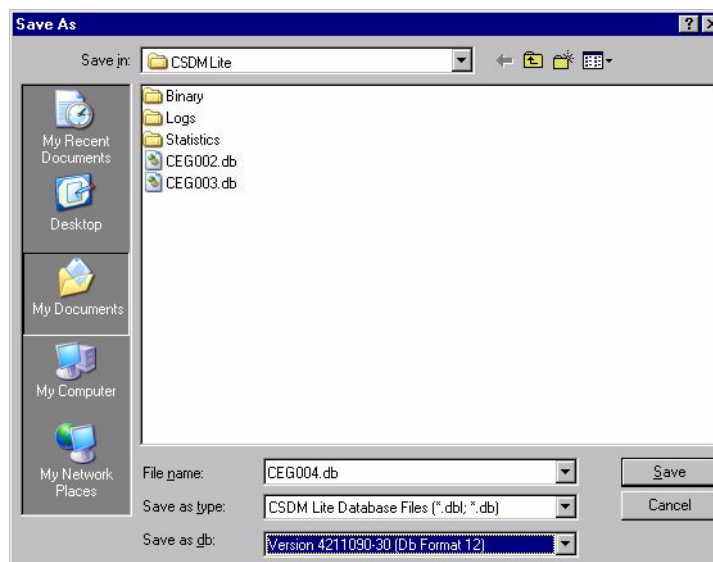 Save As
Save in: CSDM Lite
My Recent
Documents
Desktop
My Documents
My Computer
My Network
Places
Binary
Logs
Statistics
CEG002.db
CEG003.db
File name: CEG004.db Save
Save as type: CSDM Lite Database Files (*.dbl; *.db) Cancel
Save as db: Version 4211090-30 (Db Format 12)